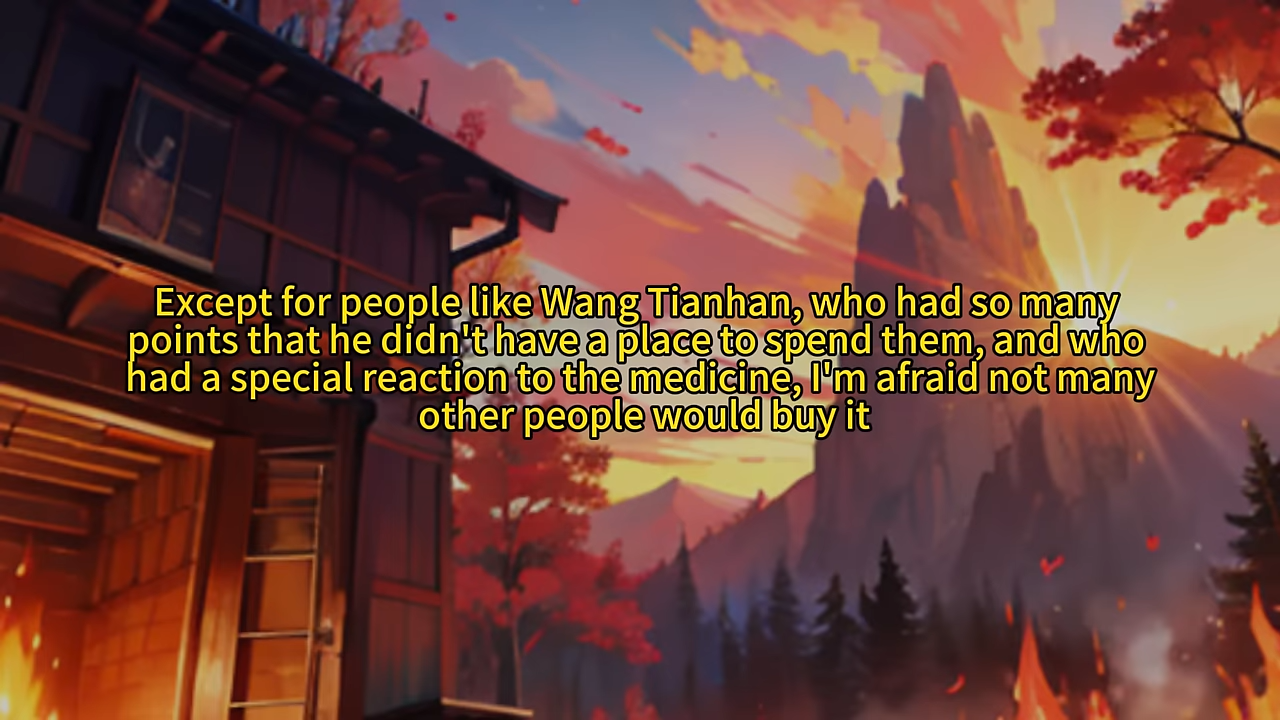 Except for people like Wang Tianhan, who had so many
points that he didn't have a place to spend them, and who
had a special reaction to the medicine, I'm afraid not many
other people would buy it